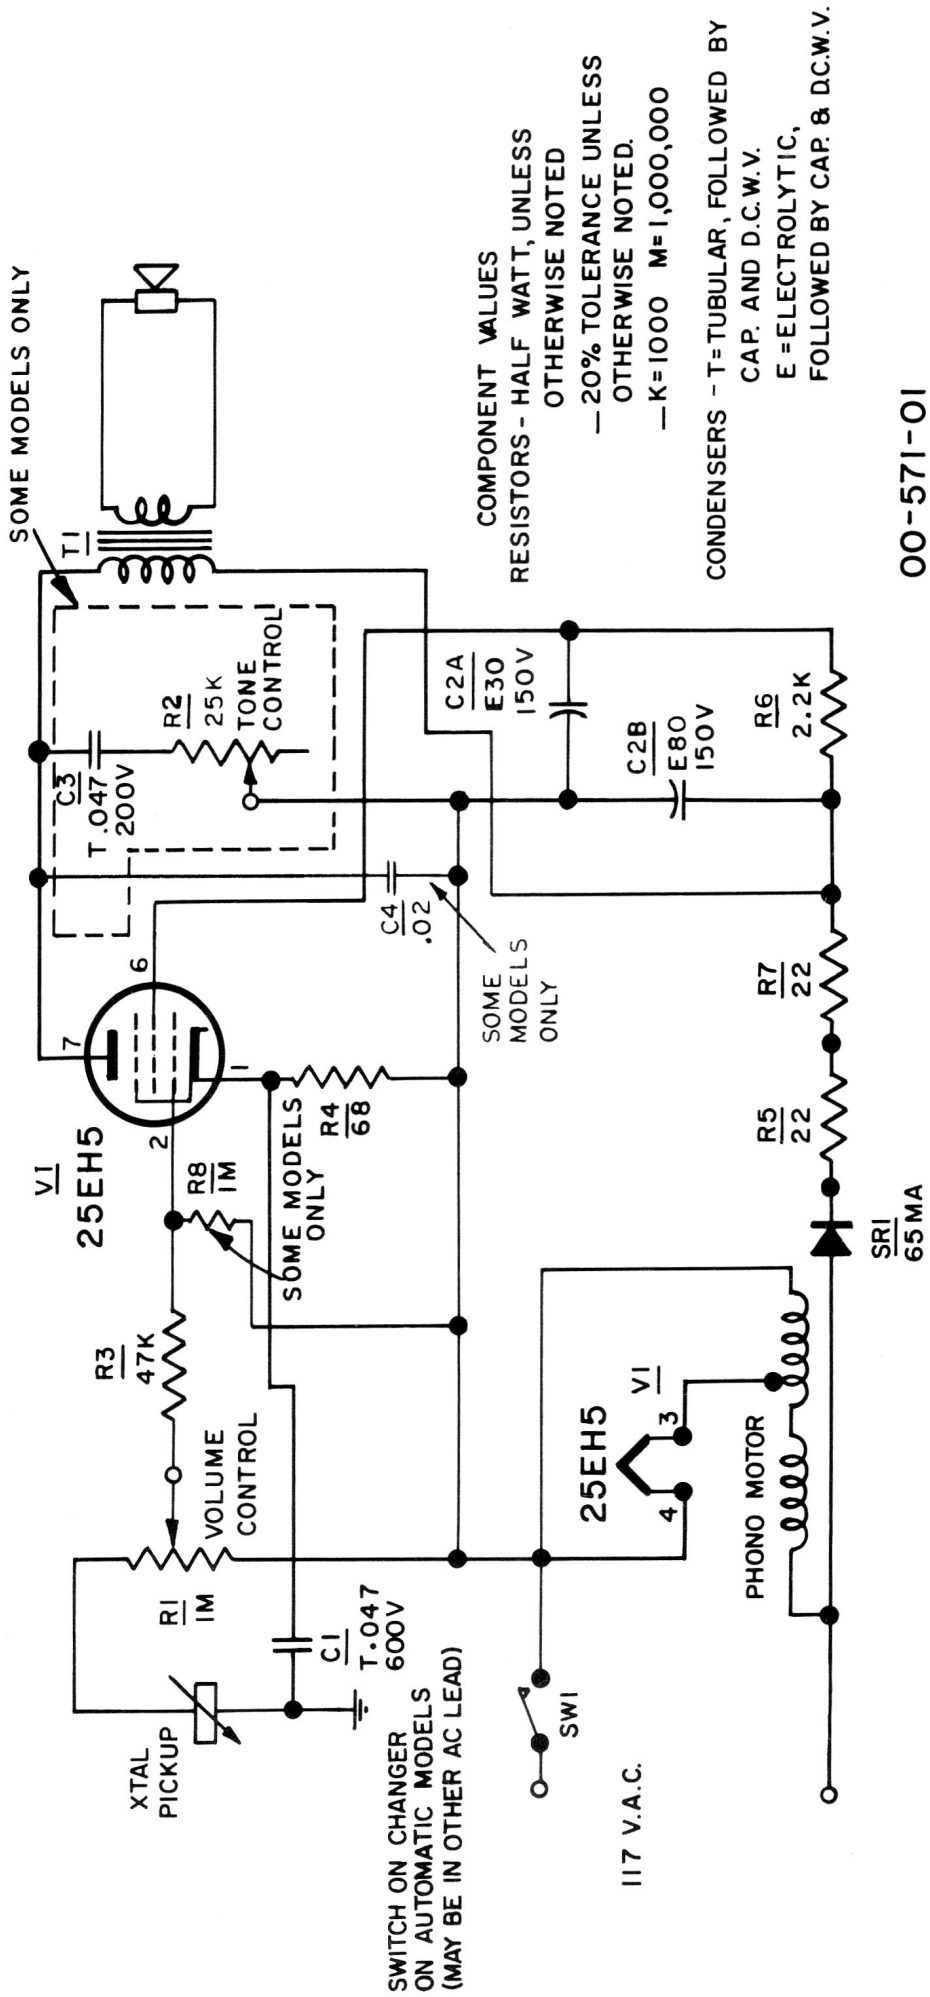 SOME MODELS ONLY
T1
C3
T .047
200V
R2
25K
TONE
CONTROL
C4
.02
SOME
MODELS
ONLY
V1
25EH5
7
6
2
1
R8
1M
SOME MODELS
ONLY
R4
68
R3
47K
VOLUME
CONTROL
R1
1M
XTAL
PICKUP
C1
T.047
600V
SWITCH ON CHANGER
ON AUTOMATIC MODELS
(MAY BE IN OTHER AC LEAD)
SW1
117 V.A.C.
25EH5
V1
4
3
PHONO MOTOR
SR1
65MA
R5
22
R7
22
R6
2.2K
C2A
E30
150V
C2B
E80
150V
COMPONENT VALUES
RESISTORS - HALF WATT, UNLESS
OTHERWISE NOTED
— 20% TOLERANCE UNLESS
OTHERWISE NOTED.
— K=1000 M=1,000,000
CONDENSERS - T=TUBULAR, FOLLOWED BY
CAP. AND D.C.W.V.
E =ELECTROLYTIC,
FOLLOWED BY CAP. & D.C.W.V.
00-571-01